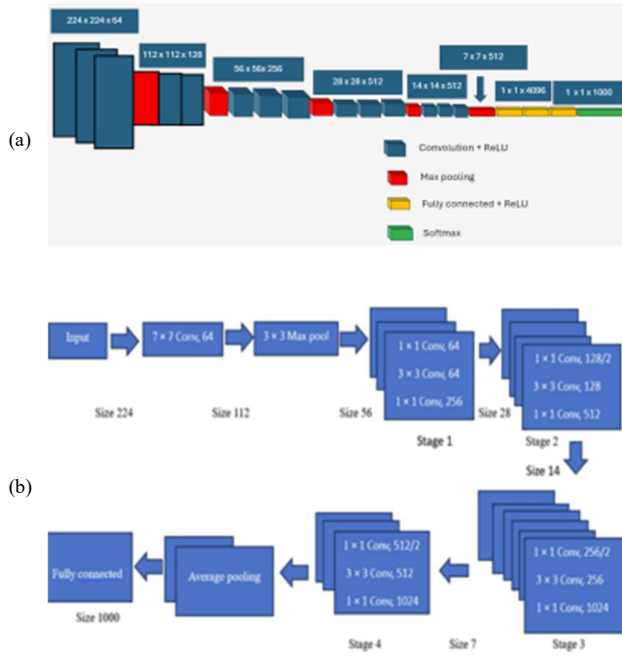 224 x 224 x 64
112 x 112 x 128
56 x 56x 256
28 x 28 x 512
14 x 14 x 512
7 x 7 x 512
1 x 1 x 4096
1 x 1 x 1000
(a)
Convolution + ReLU
Max pooling
Fully connected + ReLU
Softmax
Input
7 × 7 Conv, 64
3 × 3 Max pool
1 × 1 Conv, 64
3 × 3 Conv, 64
1 × 1 Conv, 256
1 × 1 Conv, 128/2
3 × 3 Conv, 128
1 × 1 Conv, 512
Size 224
Size 112
Size 56
Size 28
Stage 1
Stage 2
Size 14
(b)
Fully connected
Average pooling
1 × 1 Conv, 512/2
3 × 3 Conv, 512
1 × 1 Conv, 1024
1 × 1 Conv, 256/2
3 × 3 Conv, 256
1 × 1 Conv, 1024
Size 1000
Stage 4
Size 7
Stage 3